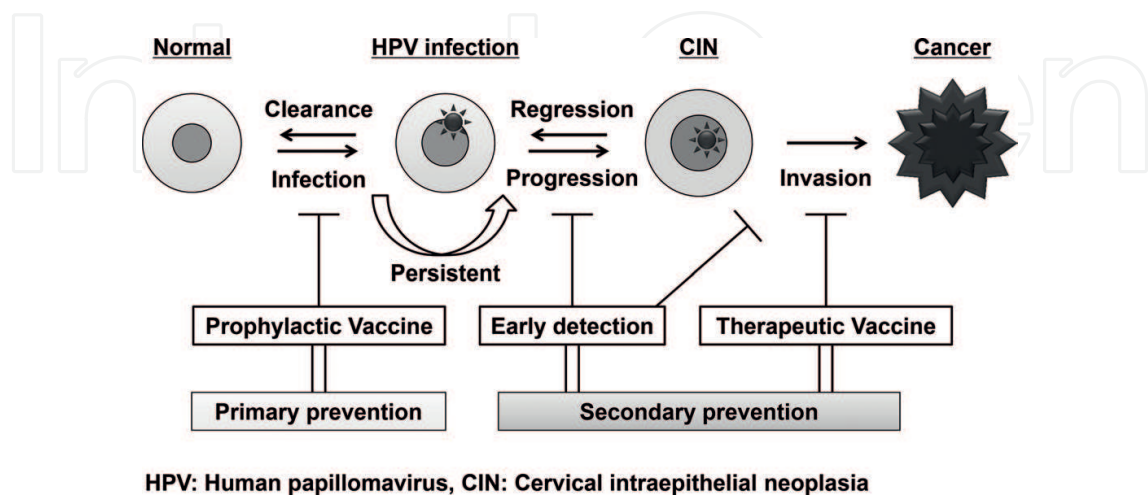 Normal
HPV infection
CIN
Cancer
Clearance
Infection
Regression
Progression
Invasion
Persistent
Prophylactic Vaccine
Early detection
Therapeutic Vaccine
Primary prevention
Secondary prevention
HPV: Human papillomavirus, CIN: Cervical intraepithelial neoplasia